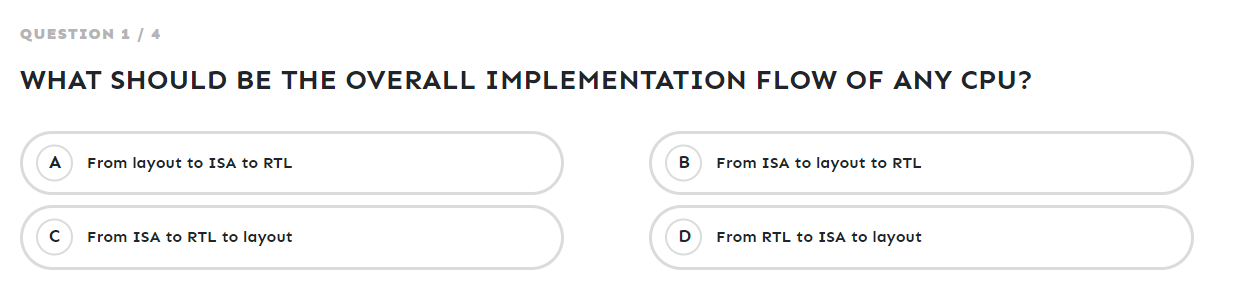 QUESTION 1 / 4
WHAT SHOULD BE THE OVERALL IMPLEMENTATION FLOW OF ANY CPU?
A From layout to ISA to RTL
B From ISA to layout to RTL
C From ISA to RTL to layout
D From RTL to ISA to layout